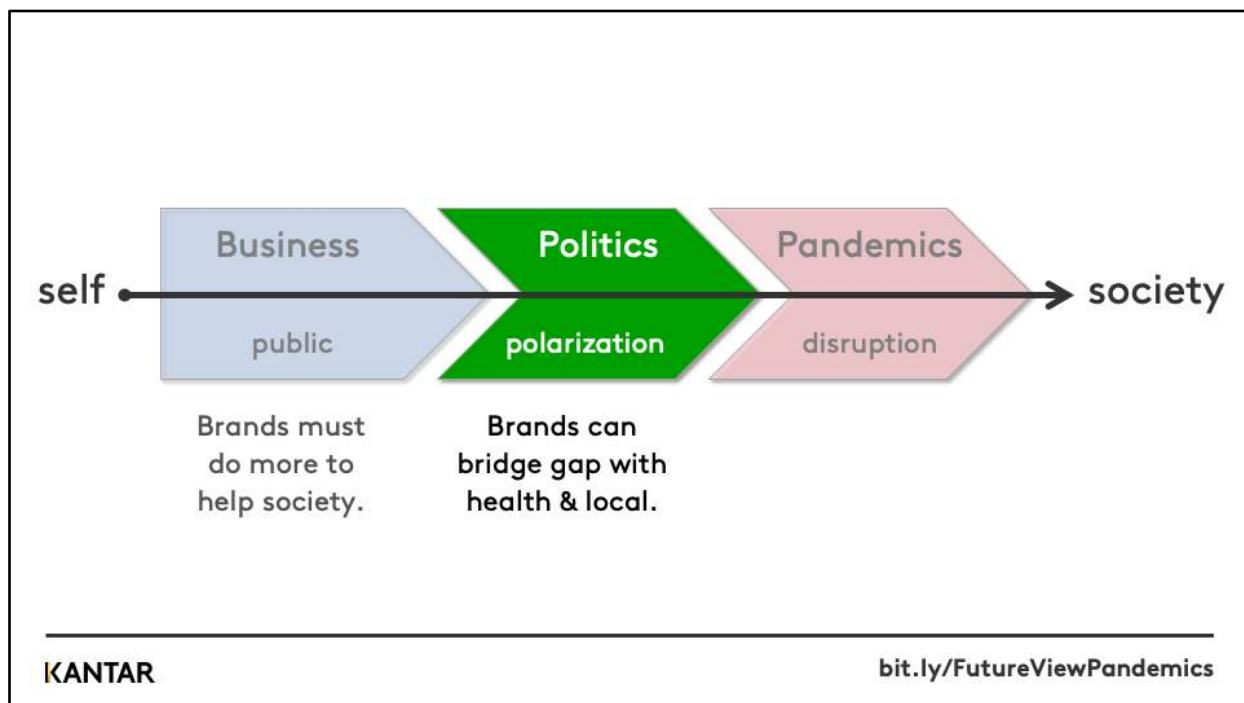 Business
Politics
Pandemics
self
society
public
polarization
disruption
Brands must
do more to
help society.
Brands can
bridge gap with
health & local.
KANTAR
bit.ly/FutureViewPandemics